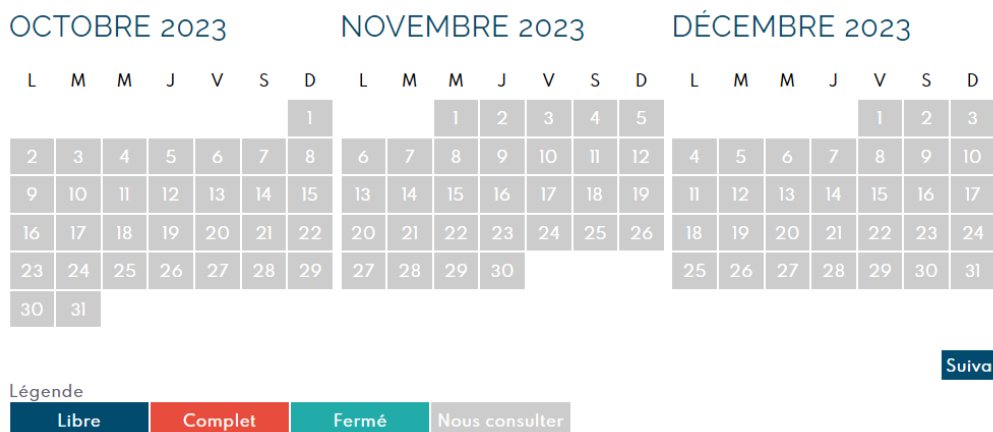 OCTOBRE 2023 NOVEMBRE 2023 DÉCEMBRE 2023
L M M J V S D L M M J V S D L M M J V S D
1 1 2 3 4 5 1 2 3
2 3 4 5 6 7 8 6 7 8 9 10 11 12 4 5 6 7 8 9 10
9 10 11 12 13 14 15 13 14 15 16 17 18 19 11 12 13 14 15 16 17
16 17 18 19 20 21 22 20 21 22 23 24 25 26 18 19 20 21 22 23 24
23 24 25 26 27 28 29 27 28 29 30 25 26 27 28 29 30 31
30 31
Suiva
Légende
Libre Complet Fermé Nous consulter